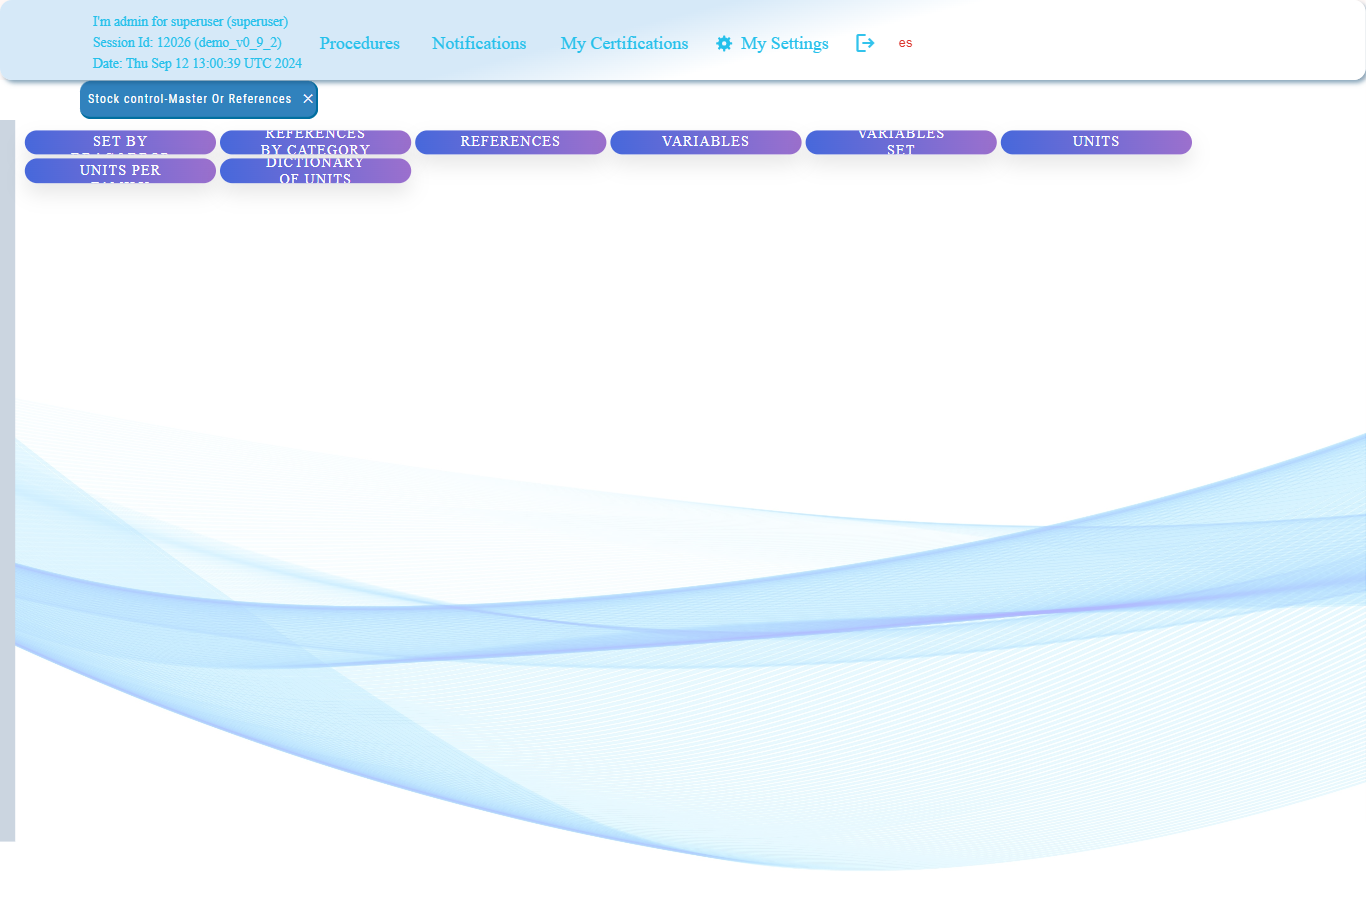 I'm admin for superuser (superuser)
Session Id: 12026 (demo_v0_9_2)
Date: Thu Sep 12 13:00:39 UTC 2024
Procedures
Notifications
My Certifications
My Settings
es
Stock control-Master Or References
SET BY
REFERENCES
BY CATEGORY
REFERENCES
VARIABLES
VARIABLES
SET
UNITS
UNITS PER
DICTIONARY
OF UNITS